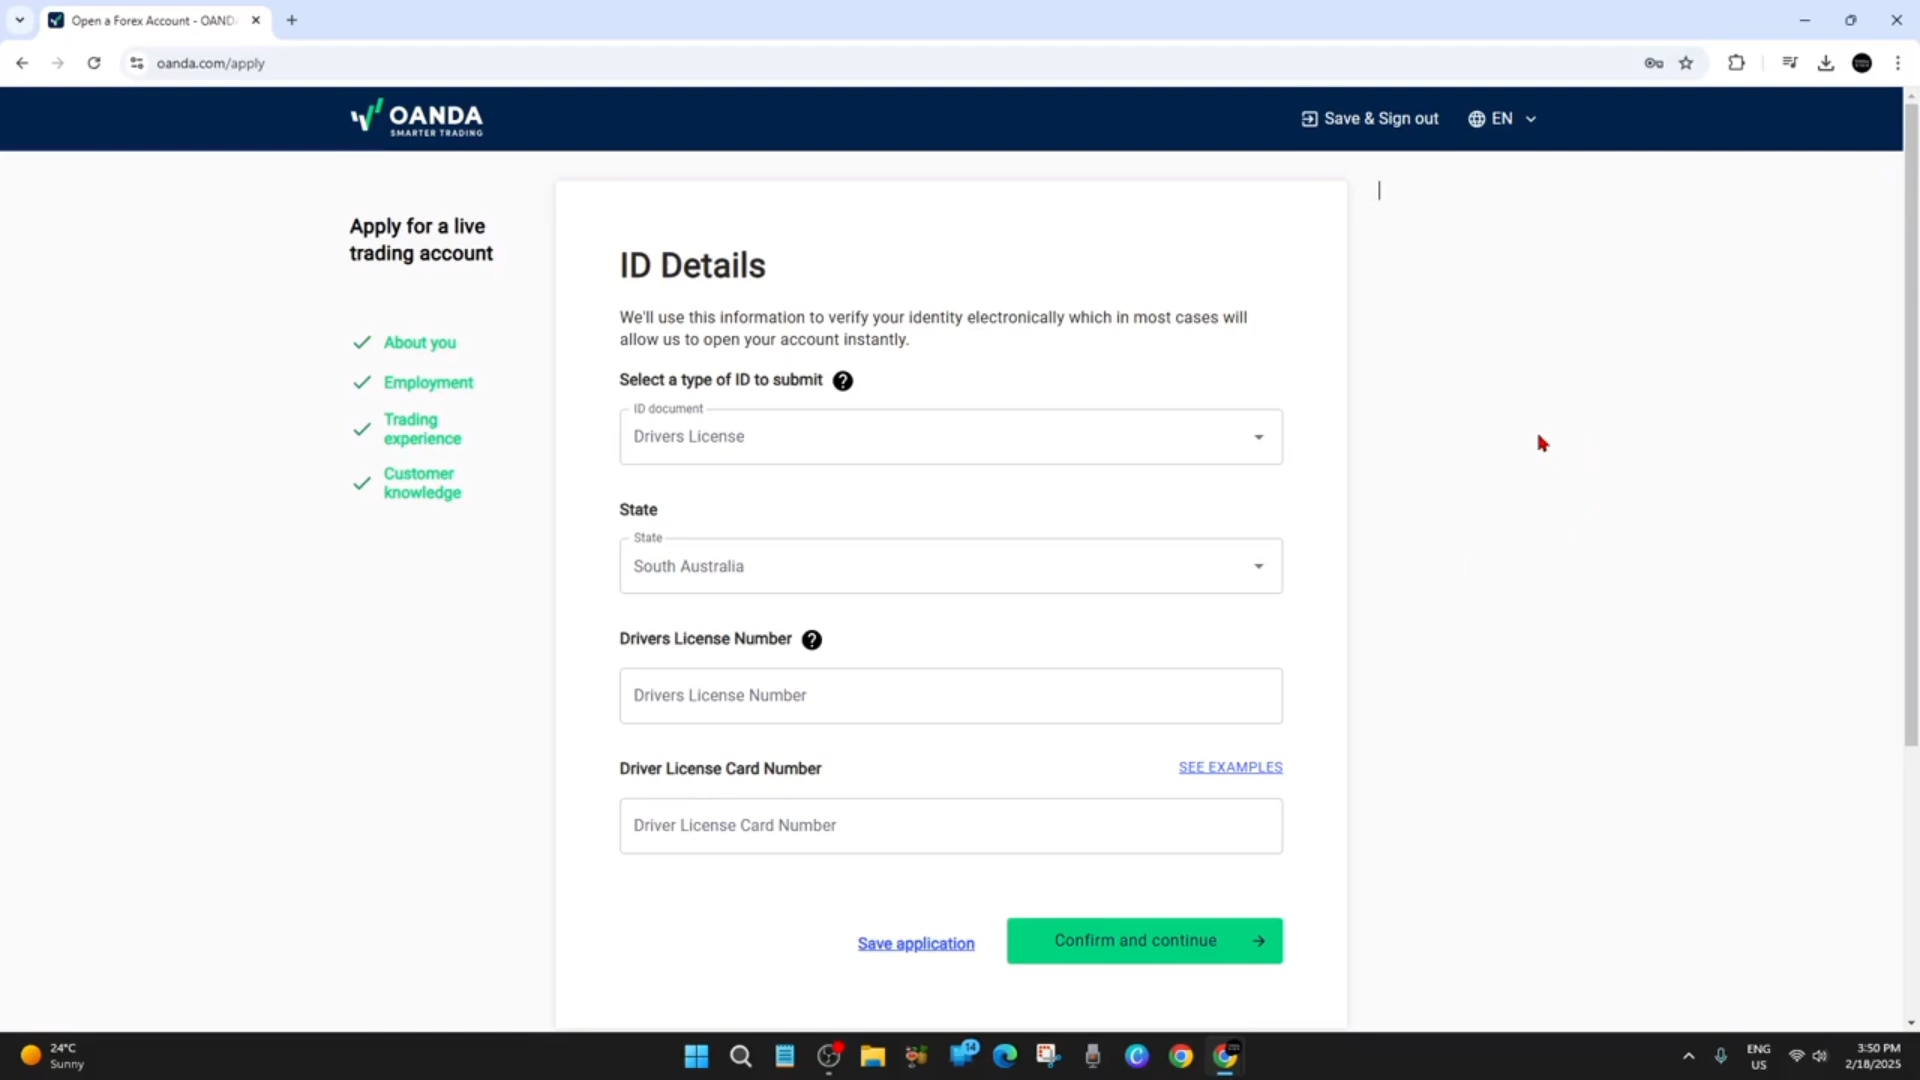 Open a Forex Account - OAND
oanda.com/apply
OANDA
SMARTER TRADING
Save & Sign out
EN
Apply for a live
trading account
About you
Employment
Trading
experience
Customer
knowledge
ID Details
We'll use this information to verify your identity electronically which in most cases will
allow us to open your account instantly.
Select a type of ID to submit ?
ID document
Drivers License
State
State
South Australia
Drivers License Number ?
Drivers License Number
Driver License Card Number
SEE EXAMPLES
Driver License Card Number
Save application
Confirm and continue
24°C
Sunny
14
ENG
US
3:50 PM
2/18/2025